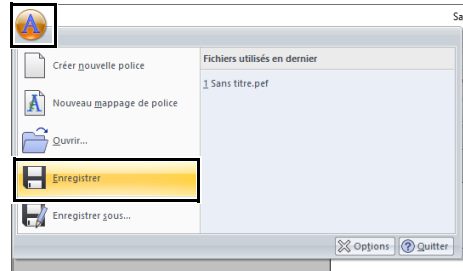 Sa
Créer nouvelle police
Nouveau mappage de police
Ouvrir...
Enregistrer
Enregistrer sous...
Fichiers utilisés en dernier
1 Sans titre.pef
Options
Quitter